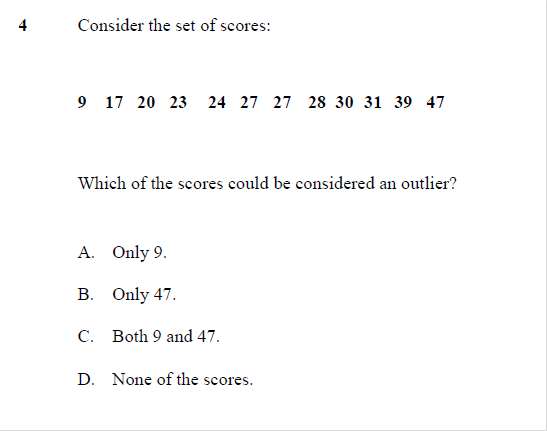 4 Consider the set of scores:
9 17 20 23 24 27 27 28 30 31 39 47
Which of the scores could be considered an outlier?
A. Only 9.
B. Only 47.
C. Both 9 and 47.
D. None of the scores.